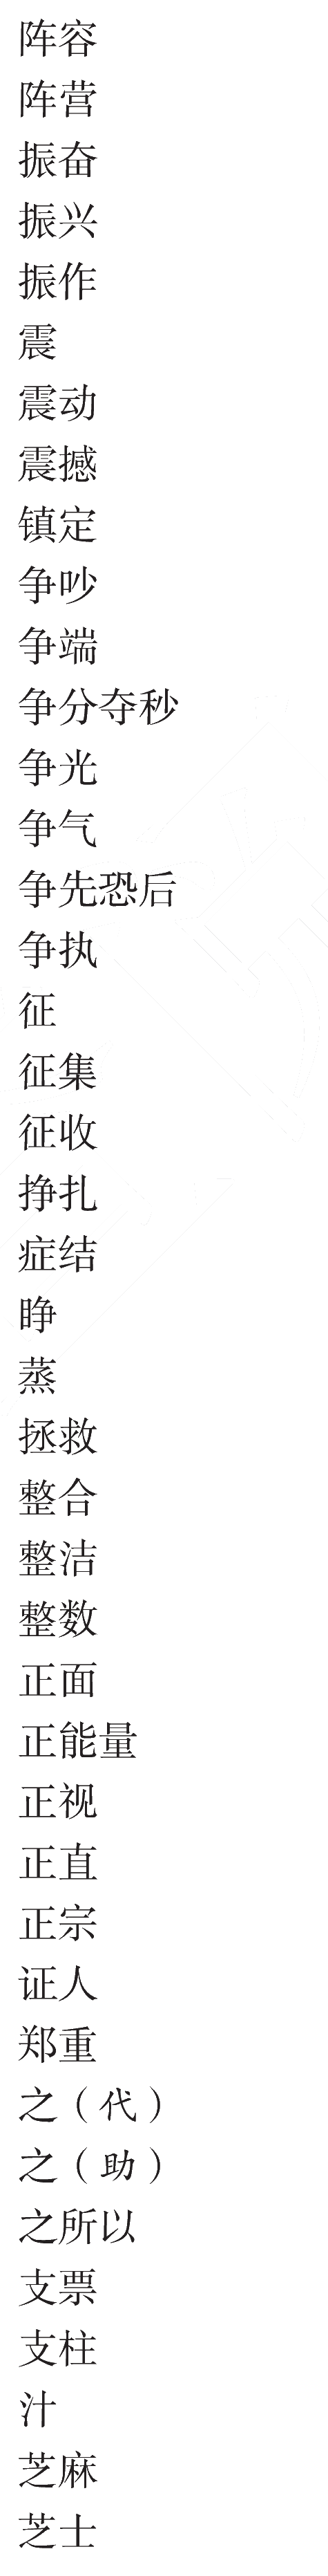 阵容
阵营
振奋
振兴
振作
震
震动
震撼
镇定
争吵
争端
争分夺秒
争光
争气
争先恐后
争执
征
征集
征收
挣扎
症结
睁
蒸
拯救
整合
整洁
整数
正面
正能量
正视
正直
正宗
证人
郑重
之（代）
之（助）
之所以
支票
支柱
汁
芝麻
芝士